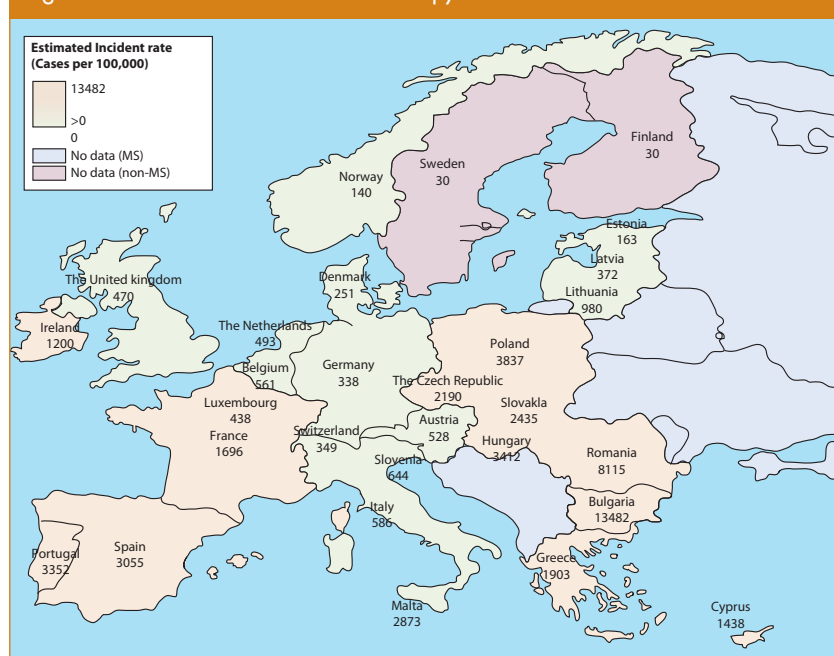 Estimated Incident rate
(Cases per 100,000)
13482
>0
0
No data (MS)
No data (non-MS)
Finland
30
Sweden
30
Norway
140
Estonia
163
Latvia
372
Lithuania
980
Denmark
251
The United kingdom
470
Ireland
1200
The Netherlands
493
Belgium
561
Germany
338
Poland
3837
The Czech Republic
2190
Luxembourg
438
France
1696
Slovakla
2435
Austria
528
Switzerland
349
Hungary
3412
Slovenia
644
Romania
8115
Bulgaria
13482
Italy
586
Portugal
3352
Spain
3055
Greece
1903
Malta
2873
Cyprus
1438